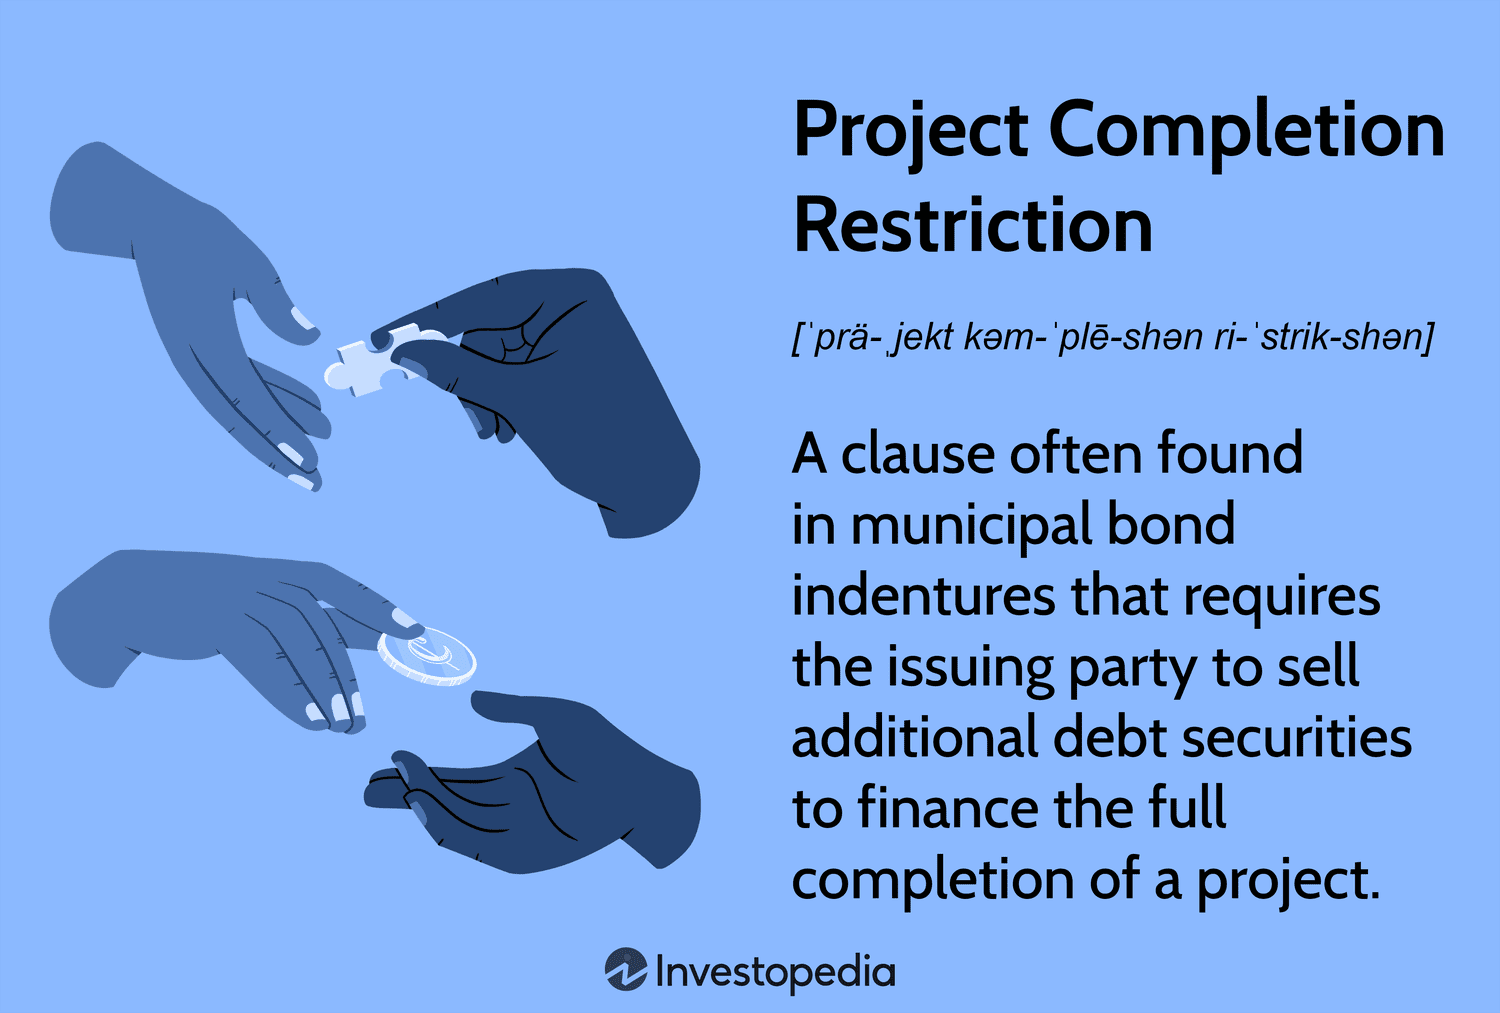 Project Completion
Restriction
[ˈprä-ˌjekt kəm-ˈplē-shən ri-ˈstrik-shən]
A clause often found
in municipal bond
indentures that requires
the issuing party to sell
additional debt securities
to finance the full
completion of a project.
Investopedia